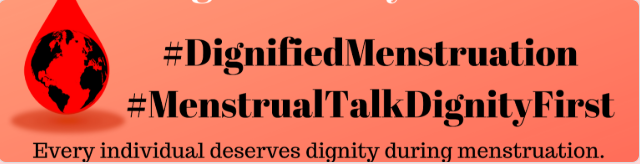 #DignifiedMenstruation
#MenstrualTalkDignityFirst
Every individual deserves dignity during menstruation.